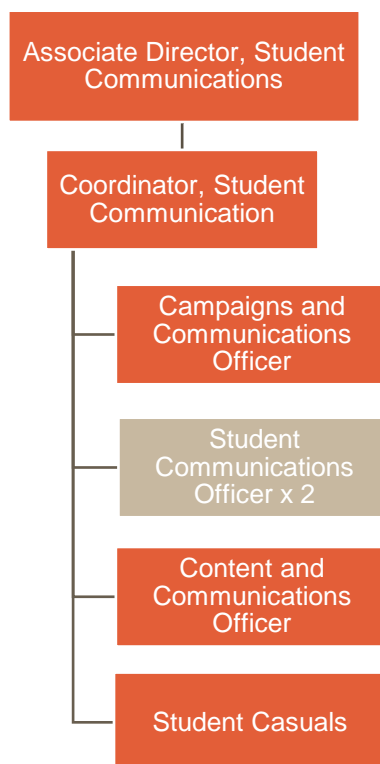 Associate Director, Student
Communications
Coordinator, Student
Communication
Campaigns and
Communications
Officer
Student
Communications
Officer x 2
Content and
Communications
Officer
Student Casuals